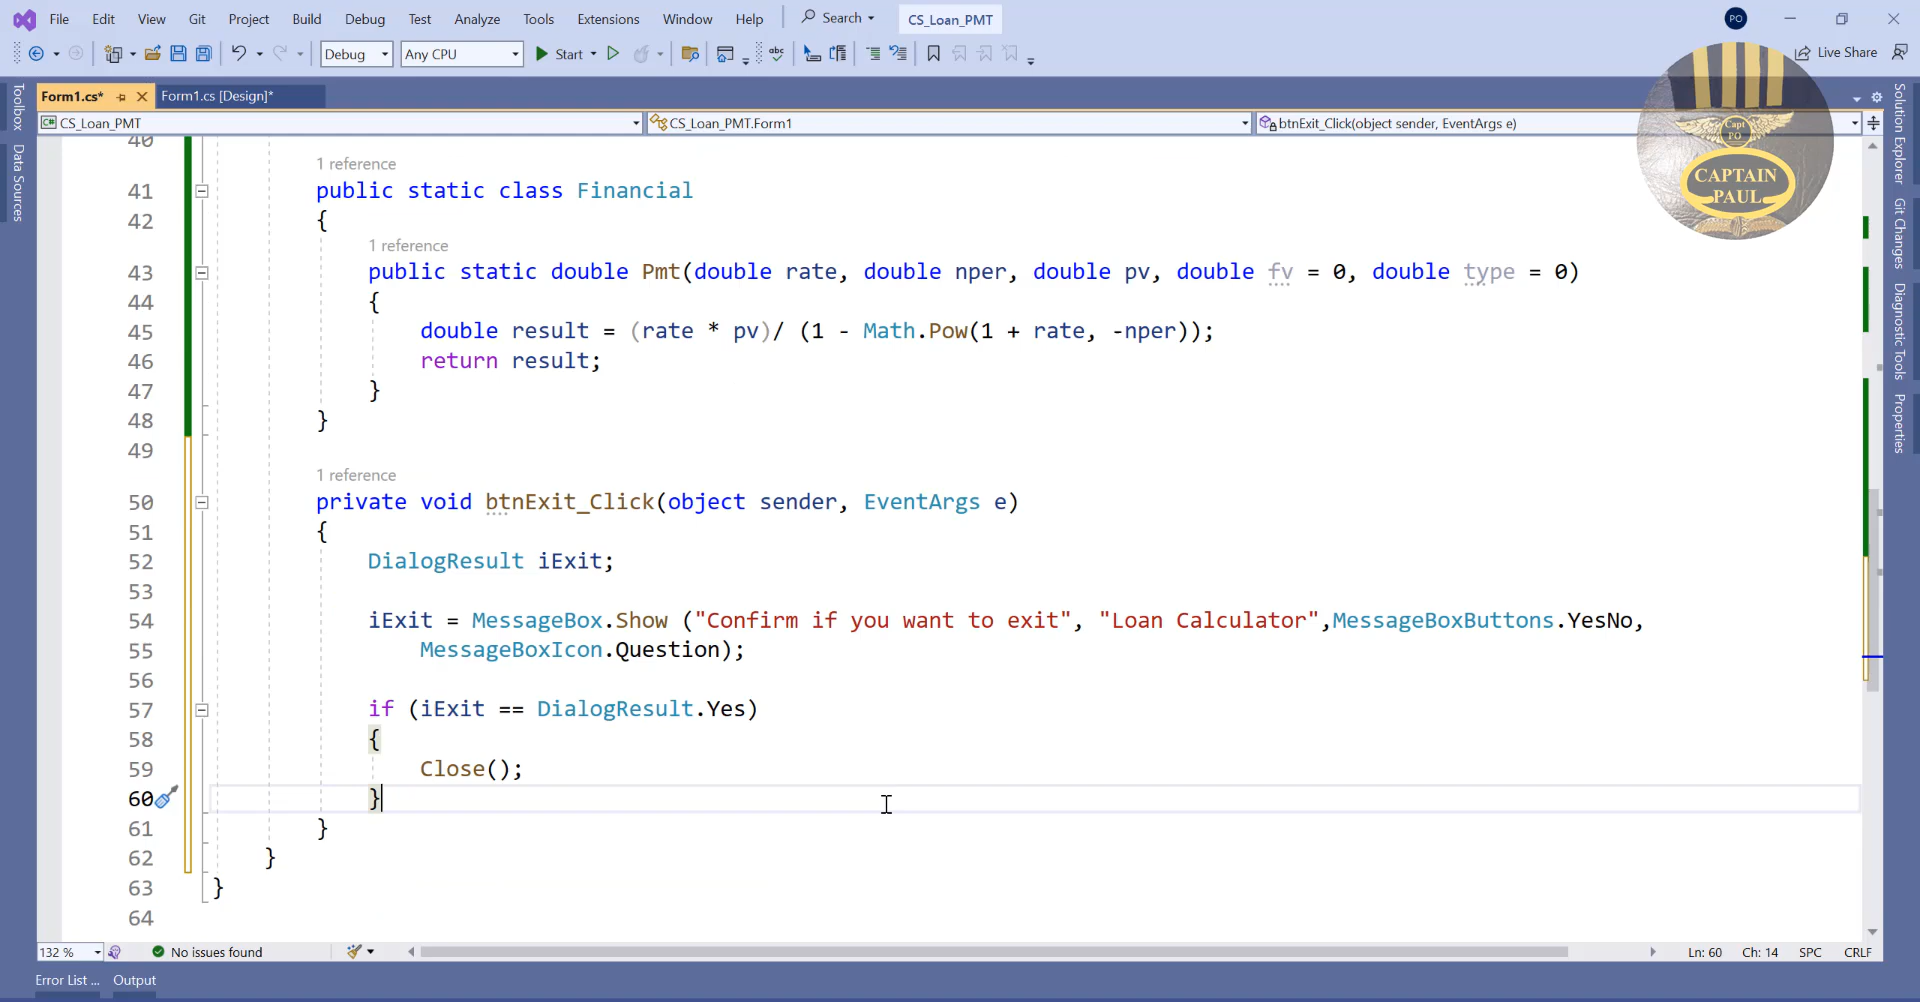 File Edit View Git Project Build Debug Test Analyze Tools Extensions Window Help Search CS_Loan_PMT PO
Debug Any CPU Start Live Share
Form1.cs* Form1.cs [Design]*
CS_Loan_PMT CS_Loan_PMT.Form1 btnExit_Click(object sender, EventArgs e)
Toolbox
Data Sources
Capt
PO
CAPTAIN
PAUL
Solution Explorer
Git Changes
Diagnostic Tools
Properties
40
1 reference
41 public static class Financial
42 {
1 reference
43 public static double Pmt(double rate, double nper, double pv, double fv = 0, double type = 0)
44 {
45 double result = (rate * pv)/ (1 - Math.Pow(1 + rate, -nper));
46 return result;
47 }
48 }
49
1 reference
50 private void btnExit_Click(object sender, EventArgs e)
51 {
52 DialogResult iExit;
53
54 iExit = MessageBox.Show ("Confirm if you want to exit", "Loan Calculator",MessageBoxButtons.YesNo,
55 MessageBoxIcon.Question);
56
57 if (iExit == DialogResult.Yes)
58 {
59 Close();
60 }
61 }
62 }
63 }
64
132 % No issues found Ln: 60 Ch: 14 SPC CRLF
Error List ... Output